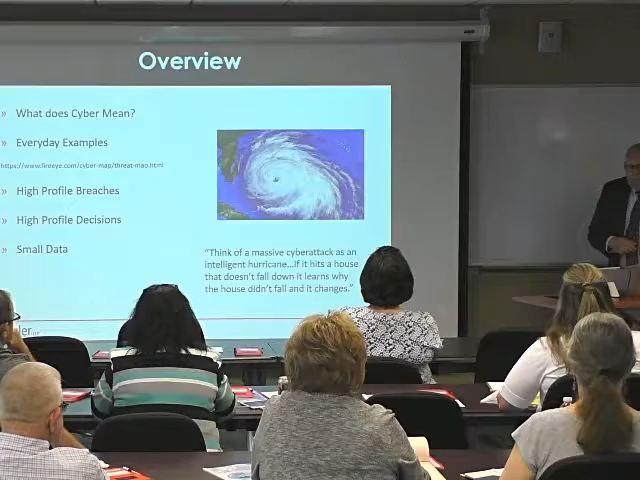 Overview
» What does Cyber Mean?
» Everyday Examples
https://www.fireeye.com/cyber-map/threat-map.html
» High Profile Breaches
» High Profile Decisions
» Small Data
"Think of a massive cyberattack as an
intelligent hurricane...If it hits a house
that doesn't fall down it learns why
the house didn't fall and it changes."